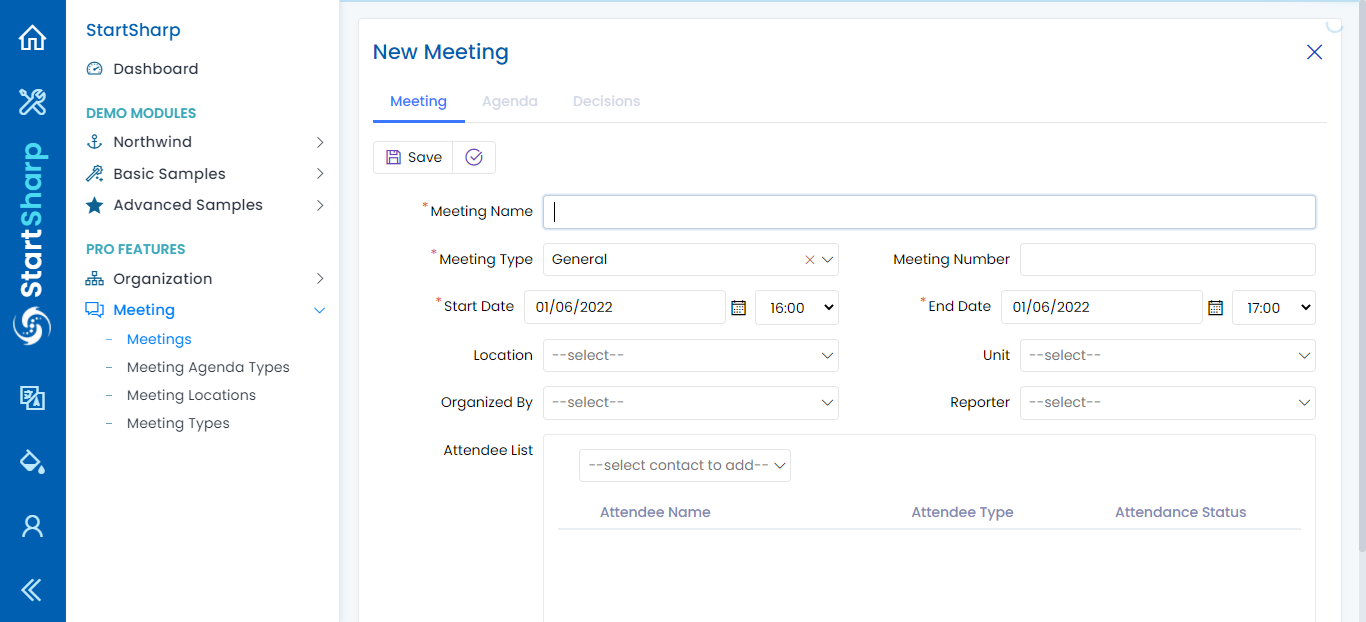 StartSharp
StartSharp
Dashboard
DEMO MODULES
Northwind
Basic Samples
Advanced Samples
PRO FEATURES
Organization
Meeting
Meetings
Meeting Agenda Types
Meeting Locations
Meeting Types
New Meeting
Meeting Agenda Decisions
Save
*Meeting Name
*Meeting Type General Meeting Number
*Start Date 01/06/2022 16:00 *End Date 01/06/2022 17:00
Location --select-- Unit --select--
Organized By --select-- Reporter --select--
Attendee List
--select contact to add--
Attendee Name Attendee Type Attendance Status